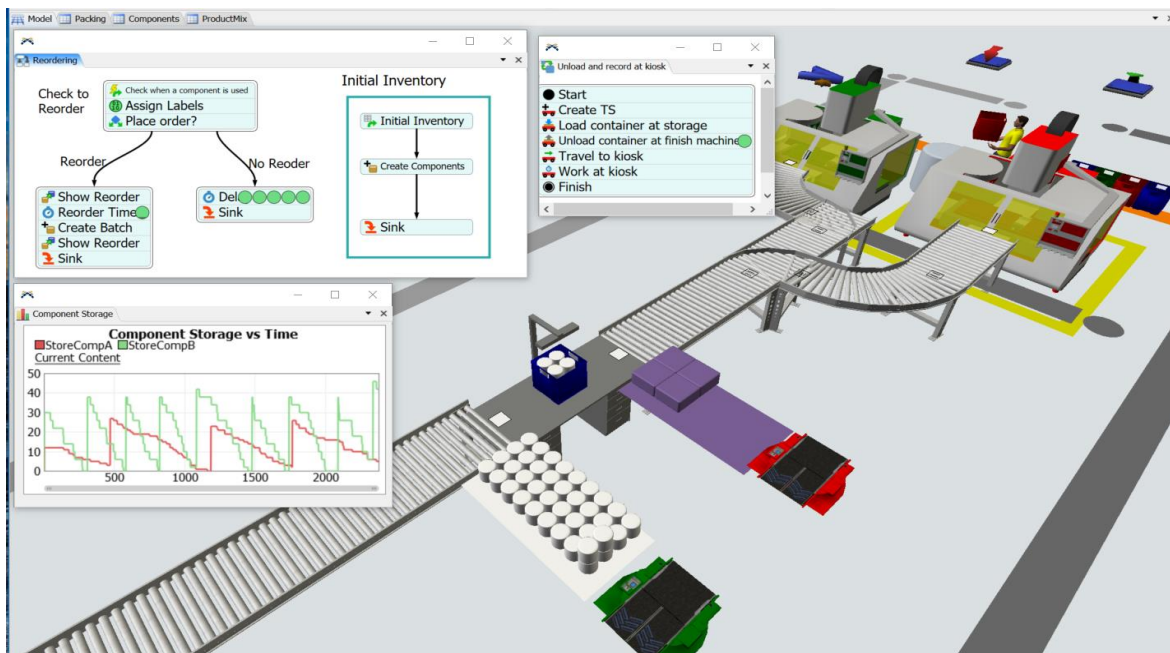 Model Packing Components ProductMix
Reordering
Check to
Reorder
Check when a component is used
Assign Labels
Place order?
Reorder
No Reoder
Show Reorder
Reorder Time
Create Batch
Show Reorder
Sink
Del
Sink
Initial Inventory
Initial Inventory
Create Components
Sink
Unload and record at kiosk
Start
Create TS
Load container at storage
Unload container at finish machine
Travel to kiosk
Work at kiosk
Finish
Component Storage
Component Storage vs Time
StoreCompA StoreCompB
Current Content
50
40
30
20
10
0
500 1000 1500 2000